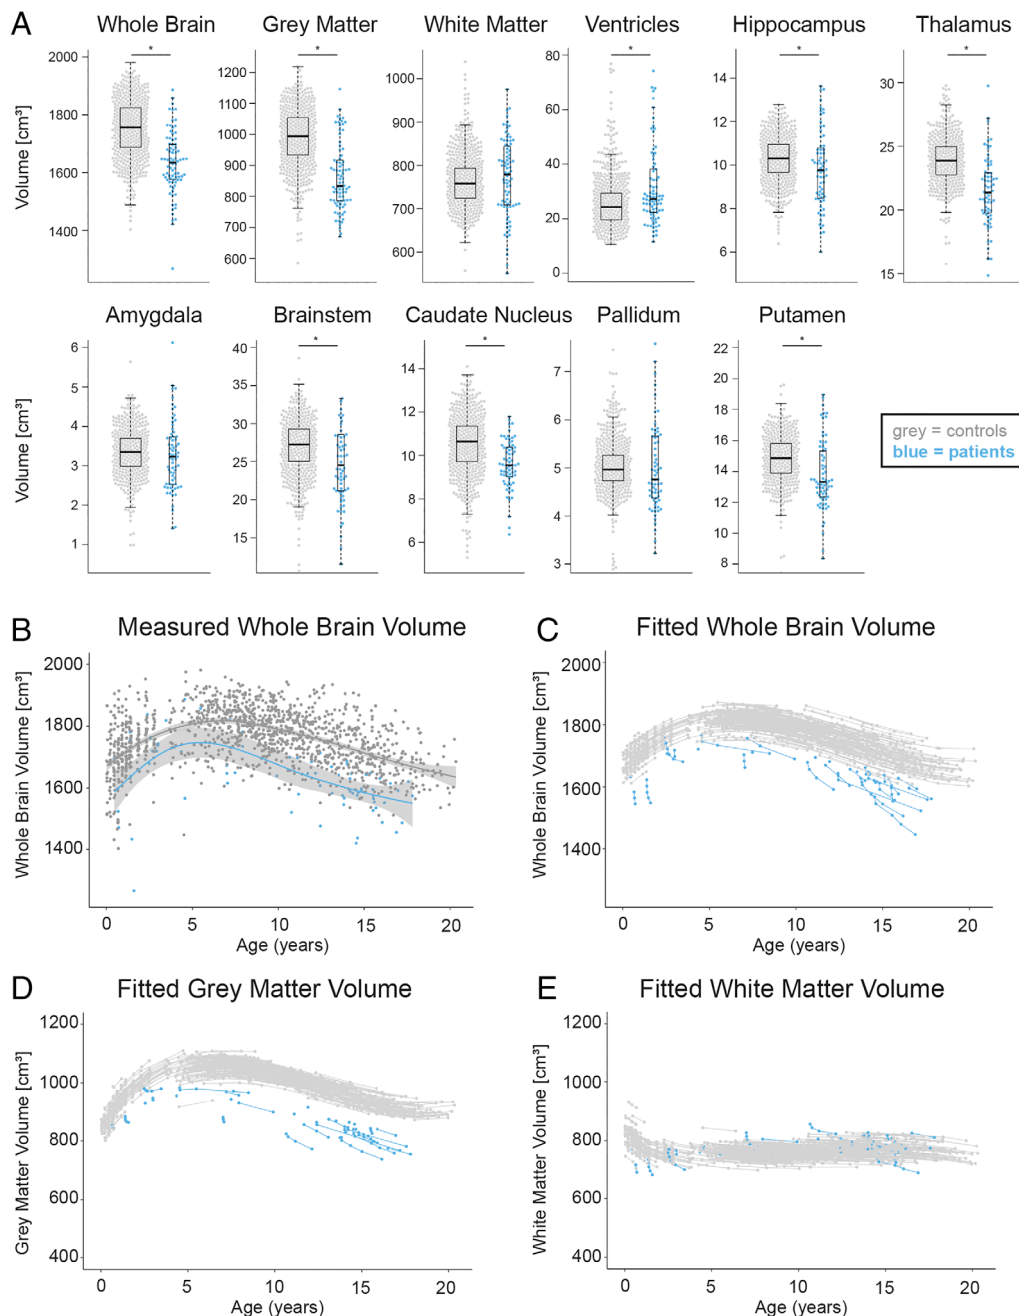 A
Whole Brain
Grey Matter
White Matter
Ventricles
Hippocampus
Thalamus
Volume [cm³]
2000
1800
1600
1400
*
1200
1100
1000
900
800
700
600
*
1000
900
800
700
600
80
60
40
20
0
*
14
12
10
8
6
*
30
25
20
15
*
Amygdala
Brainstem
Caudate Nucleus
Pallidum
Putamen
Volume [cm³]
6
5
4
3
2
1
40
35
30
25
20
15
*
14
12
10
8
6
*
7
6
5
4
3
22
20
18
16
14
12
10
8
*
grey = controls
blue = patients
B
Measured Whole Brain Volume
Whole Brain Volume [cm³]
2000
1800
1600
1400
0 5 10 15 20
Age (years)
C
Fitted Whole Brain Volume
Whole Brain Volume [cm³]
2000
1800
1600
1400
0 5 10 15 20
Age (years)
D
Fitted Grey Matter Volume
Grey Matter Volume [cm³]
1200
1000
800
600
400
0 5 10 15 20
Age (years)
E
Fitted White Matter Volume
White Matter Volume [cm³]
1200
1000
800
600
400
0 5 10 15 20
Age (years)